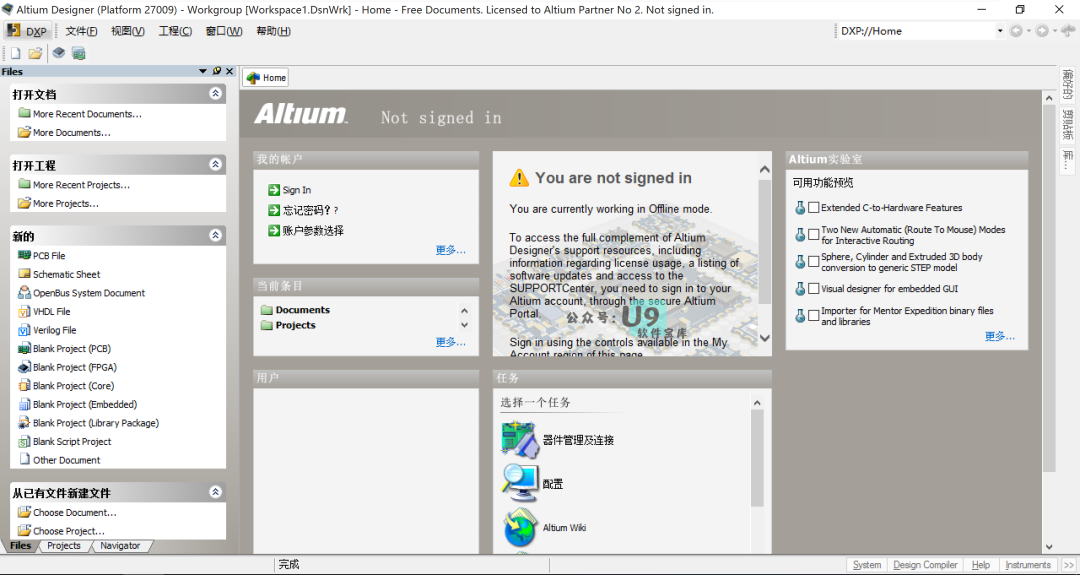 Altium Designer (Platform 27009) - Workgroup [Workspace1.DsnWrk] - Home - Free Documents. Licensed to Altium Partner No 2. Not signed in.
DXP 文件(F) 视图(V) 工程(C) 窗口(W) 帮助(H) DXP://Home
Files
打开文档
More Recent Documents...
More Documents...
打开工程
More Recent Projects...
More Projects...
新的
PCB File
Schematic Sheet
OpenBus System Document
VHDL File
Verilog File
Blank Project (PCB)
Blank Project (FPGA)
Blank Project (Core)
Blank Project (Embedded)
Blank Project (Library Package)
Blank Script Project
Other Document
从已有文件新建文件
Choose Document...
Choose Project...
Files Projects Navigator
Home
Altium Not signed in
我的帐户
Sign In
忘记密码? ?
账户参数选择
更多...
当前条目
Documents
Projects
更多...
用户
You are not signed in
You are currently working in Offline mode.
To access the full complement of Altium
Designer's support resources, including
information regarding license usage, a listing of
software updates and access to the
SUPPORTCenter, you need to sign in to your
Altium account, through the secure Altium
Portal.
Sign in using the controls available in the My
Account region of this page.
公众号: U9
软件宝库
任务
选择一个任务
器件管理及连接
配置
Altium Wiki
Altium实验室
可用功能预览
Extended C-to-Hardware Features
Two New Automatic (Route To Mouse) Modes
for Interactive Routing
Sphere, Cylinder and Extruded 3D body
conversion to generic STEP model
Visual designer for embedded GUI
Importer for Mentor Expedition binary files
and libraries
更多...
偏好的
剪贴板
库...
完成
System Design Compiler Help Instruments >>